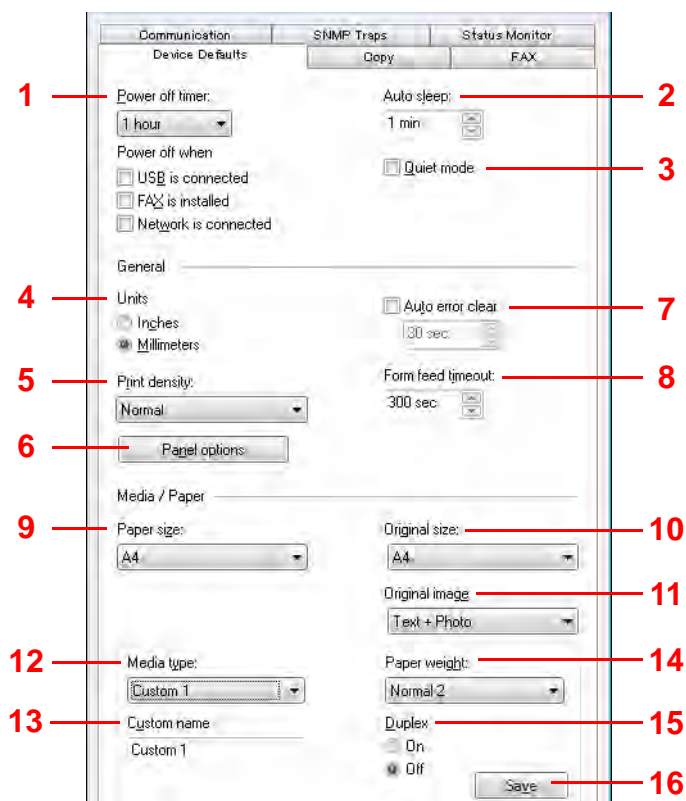 Communication SNMP Traps Status Monitor
Device Defaults Copy FAX
1 Power off timer: Auto sleep: 2
1 hour 1 min
Power off when Quiet mode 3
USB is connected
FAX is installed
Network is connected
General
4 Units
Inches Auto error clear 7
Millimeters 30 sec
5 Print density: Form feed timeout: 8
Normal 300 sec
6 Panel options
Media / Paper
9 Paper size: Original size: 10
A4 A4
Original image 11
Text + Photo
12 Media type: Paper weight: 14
Custom 1 Normal 2
13 Custom name Duplex 15
Custom 1 On
Off
Save 16